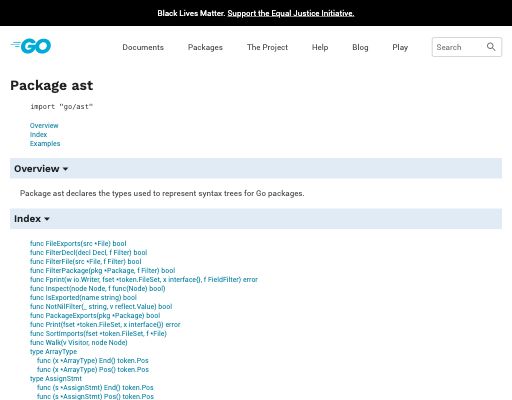 Black Lives Matter. Support the Equal Justice Initiative.
GO Documents Packages The Project Help Blog Play Search
Package ast
import "go/ast"
Overview
Index
Examples
Overview
Package ast declares the types used to represent syntax trees for Go packages.
Index
func FileExports(src *File) bool
func FilterDecl(decl Decl, f Filter) bool
func FilterFile(src *File, f Filter) bool
func FilterPackage(pkg *Package, f Filter) bool
func Fprint(w io.Writer, fset *token.FileSet, x interface{}, f FieldFilter) error
func Inspect(node Node, f func(Node) bool)
func IsExported(name string) bool
func NotNilFilter(_ string, v reflect.Value) bool
func PackageExports(pkg *Package) bool
func Print(fset *token.FileSet, x interface{}) error
func SortImports(fset *token.FileSet, f *File)
func Walk(v Visitor, node Node)
type ArrayType
func (x *ArrayType) End() token.Pos
func (x *ArrayType) Pos() token.Pos
type AssignStmt
func (s *AssignStmt) End() token.Pos
func (s *AssignStmt) Pos() token.Pos